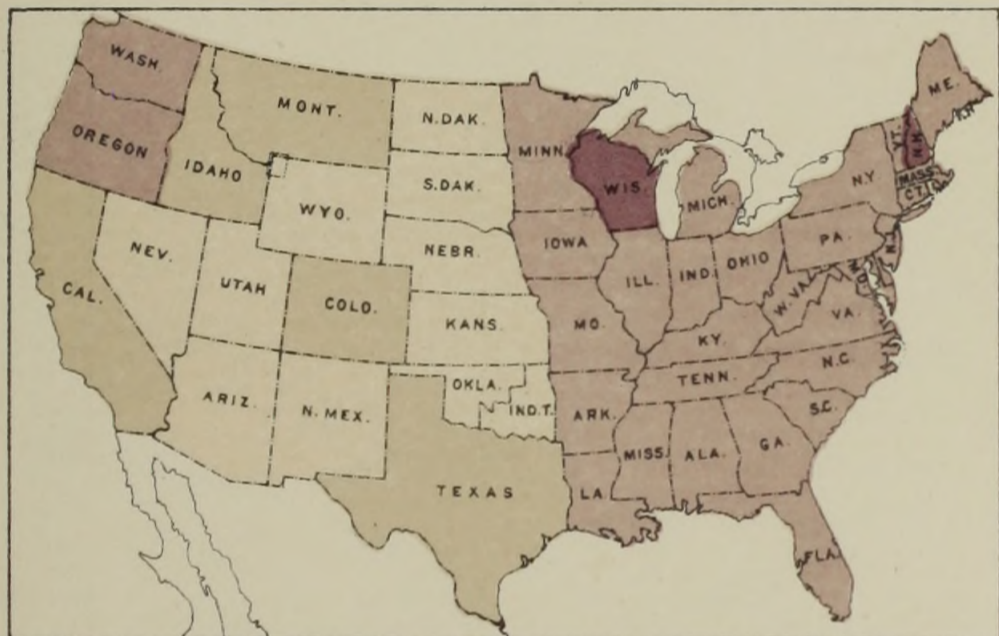 WASH.
OREGON
IDAHO
MONT.
N.DAK.
S.DAK.
WYO.
NEBR.
NEV.
UTAH
COLO.
KANS.
CAL.
ARIZ.
N.MEX.
OKLA.
IND.T.
TEXAS
MINN.
IOWA
MO.
ARK.
LA.
WIS.
ILL.
MICH.
IND.
OHIO
KY.
TENN.
MISS.
ALA.
GA.
FLA.
S.C.
N.C.
VA.
W.VA.
MD.
PA.
N.J.
N.Y.
CT.
MASS.
VT.
N.H.
ME.